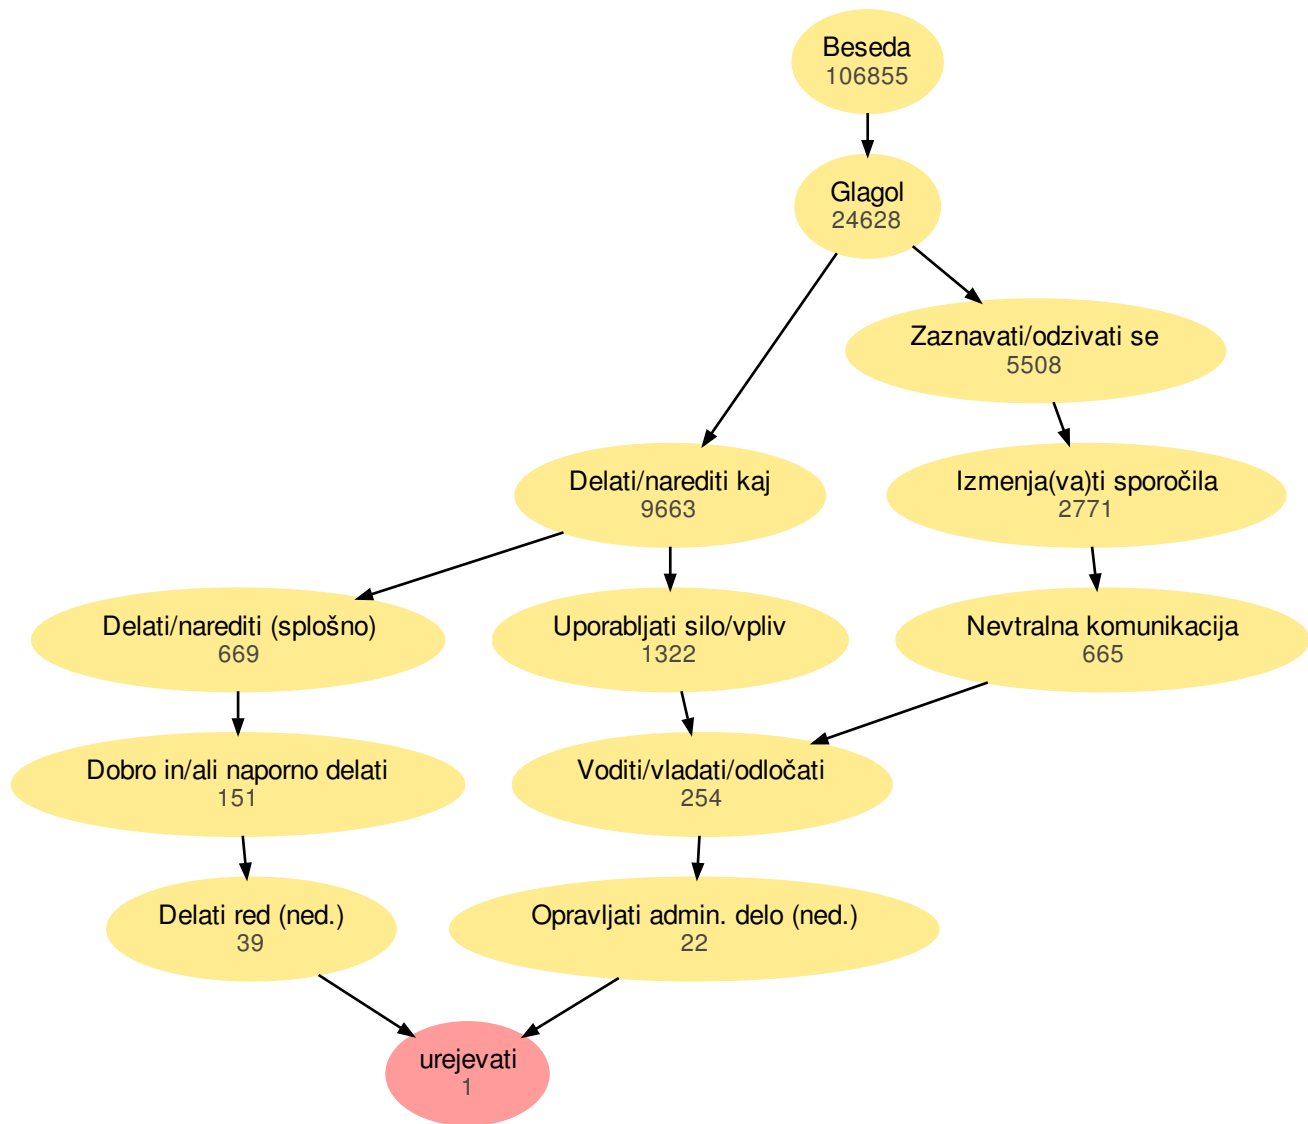 Beseda
106855
Glagol
24628
Zaznavati/odzivati se
5508
Delati/narediti kaj
9663
Izmenja(va)ti sporočila
2771
Delati/narediti (splošno)
669
Uporabljati silo/vpliv
1322
Nevtralna komunikacija
665
Dobro in/ali naporno delati
151
Voditi/vladati/odločati
254
Delati red (ned.)
39
Opravljati admin. delo (ned.)
22
urejevati
1